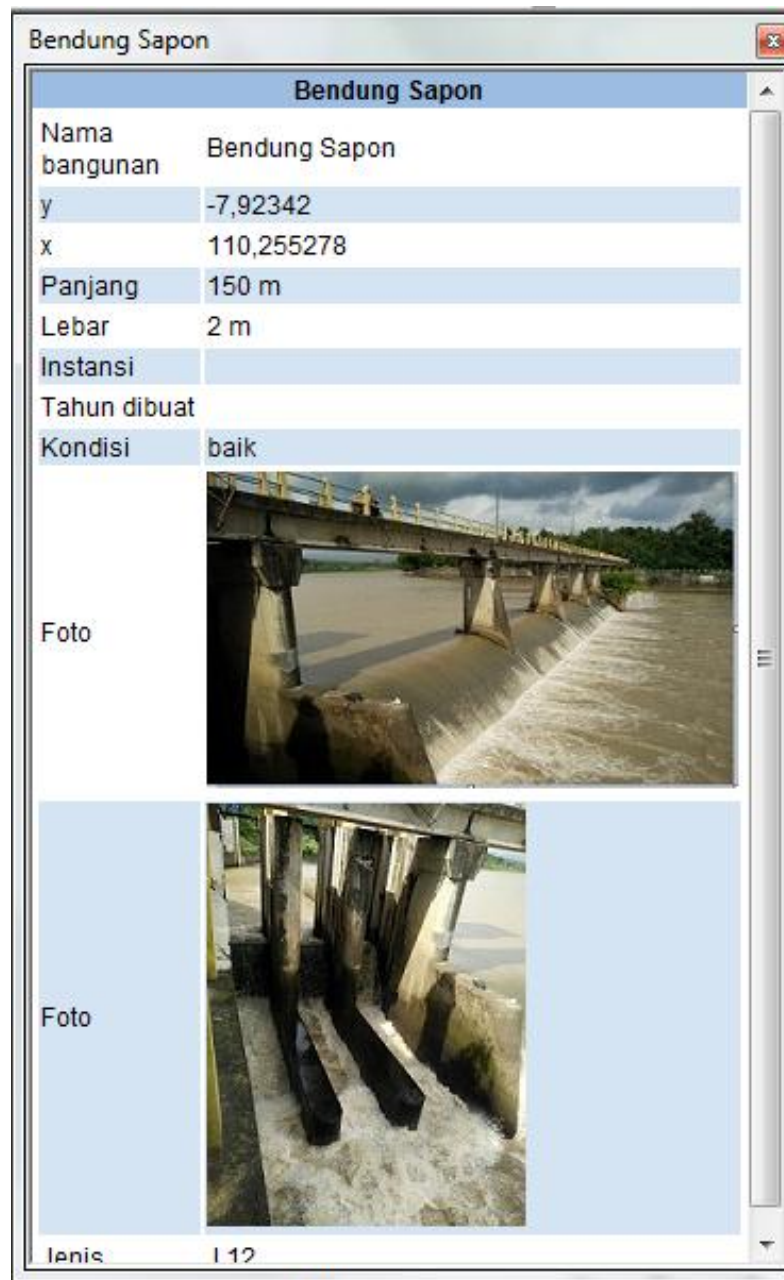 Bendung Sapon
Bendung Sapon
Nama
bangunan
Bendung Sapon
y -7,92342
x 110,255278
Panjang 150 m
Lebar 2 m
Instansi
Tahun dibuat
Kondisi baik
Foto
Foto
Jenis